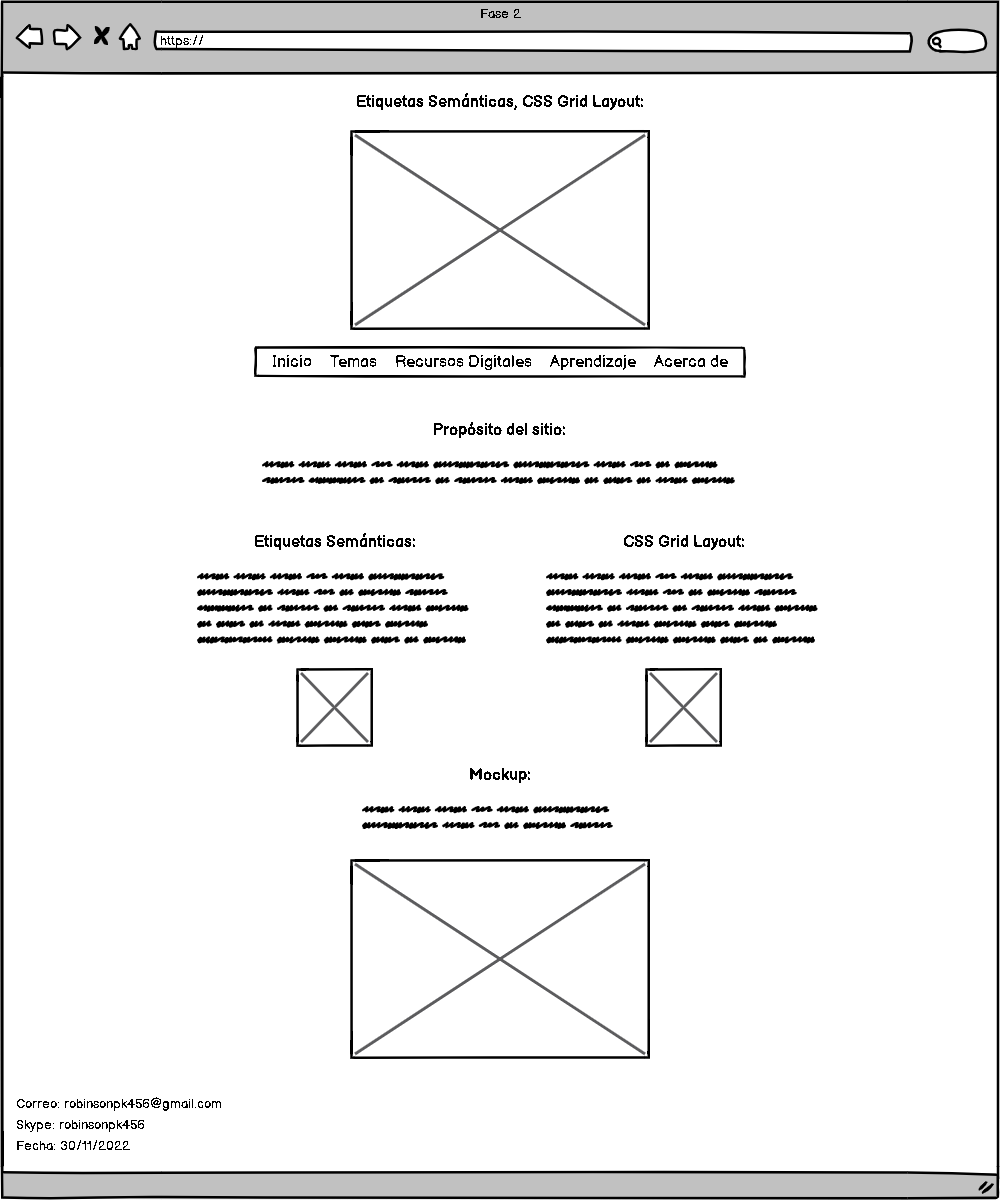 Fase 2
https://
Etiquetas Semánticas, CSS Grid Layout:
Inicio Temas Recursos Digitales Aprendizaje Acerca de
Propósito del sitio:
Etiquetas Semánticas:
CSS Grid Layout:
Mockup:
Correo: robinsonpk456@gmail.com
Skype: robinsonpk456
Fecha: 30/11/2022